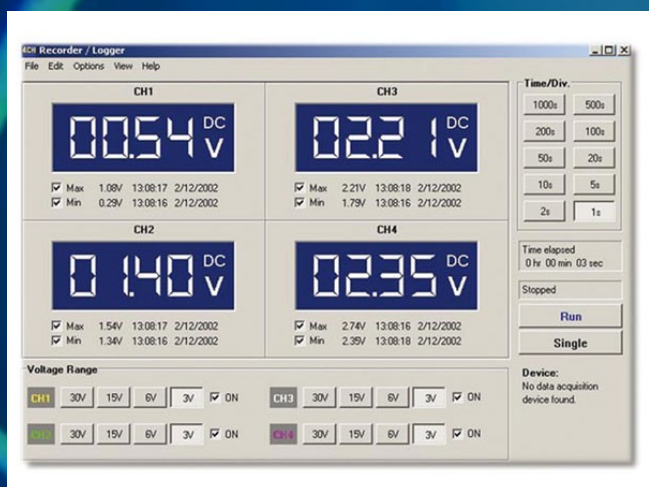 4CH Recorder / Logger
File Edit Options View Help
CH1
00.54 DC V
Max 1.08V 13:08:17 2/12/2002
Min 0.29V 13:08:16 2/12/2002
CH3
02.21 DC V
Max 2.21V 13:08:18 2/12/2002
Min 1.79V 13:08:16 2/12/2002
CH2
01.40 DC V
Max 1.54V 13:08:17 2/12/2002
Min 1.34V 13:08:16 2/12/2002
CH4
02.35 DC V
Max 2.74V 13:08:16 2/12/2002
Min 2.35V 13:08:18 2/12/2002
Time/Div.
1000s 500s
200s 100s
50s 20s
10s 5s
2s 1s
Time elapsed
0 hr 00 min 03 sec
Stopped
Run
Single
Device:
No data acquisition
device found.
Voltage Range
CH1 30V 15V 6V 3V ON
CH3 30V 15V 6V 3V ON
CH2 30V 15V 6V 3V ON
CH4 30V 15V 6V 3V ON